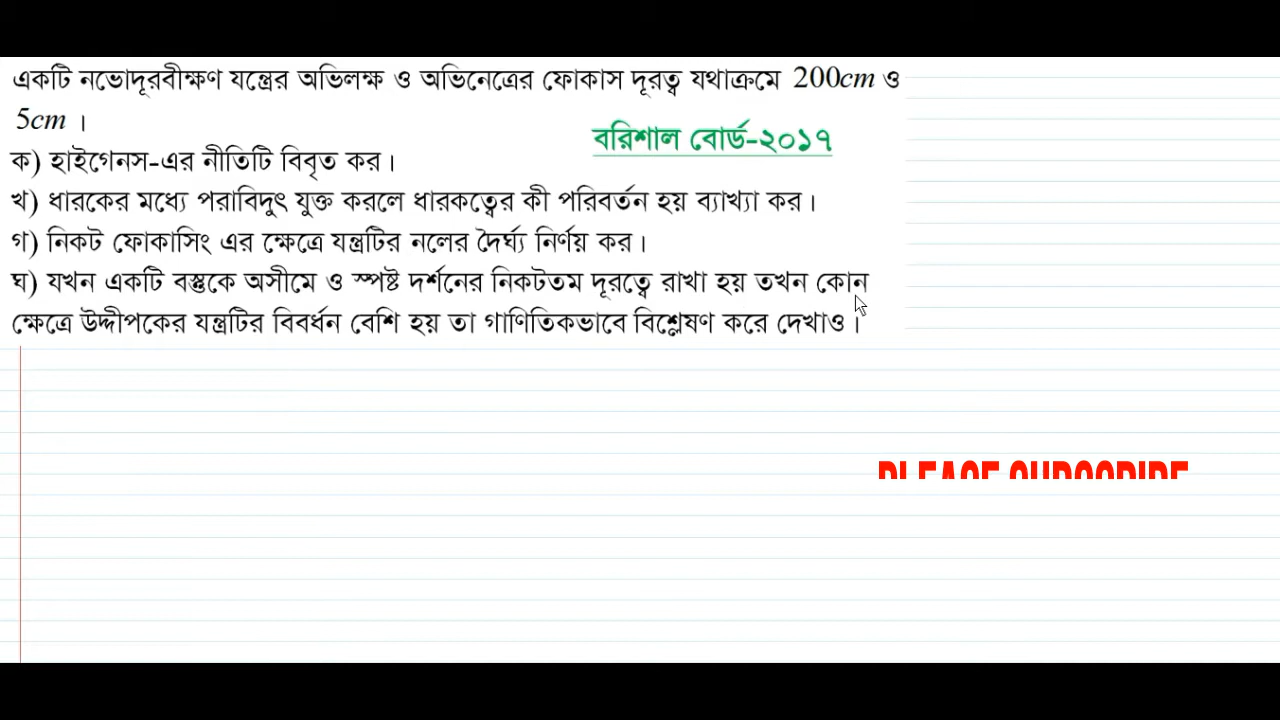 একটি নভোদূরবীক্ষণ যন্ত্রের অভিলক্ষ ও অভিনেত্রের ফোকাস দূরত্ব যথাক্রমে 200cm ও
5cm ।
বরিশাল বোর্ড-২০১৭
ক) হাইগেনস-এর নীতিটি বিবৃত কর।
খ) ধারকের মধ্যে পরাবিদুৎ যুক্ত করলে ধারকত্বের কী পরিবর্তন হয় ব্যাখ্যা কর।
গ) নিকট ফোকাসিং এর ক্ষেত্রে যন্ত্রটির নলের দৈর্ঘ্য নির্ণয় কর।
ঘ) যখন একটি বস্তুকে অসীমে ও স্পষ্ট দর্শনের নিকটতম দূরত্বে রাখা হয় তখন কোন
ক্ষেত্রে উদ্দীপকের যন্ত্রটির বিবর্ধন বেশি হয় তা গাণিতিকভাবে বিশ্লেষণ করে দেখাও।
PLEASE SUBSCRIBE